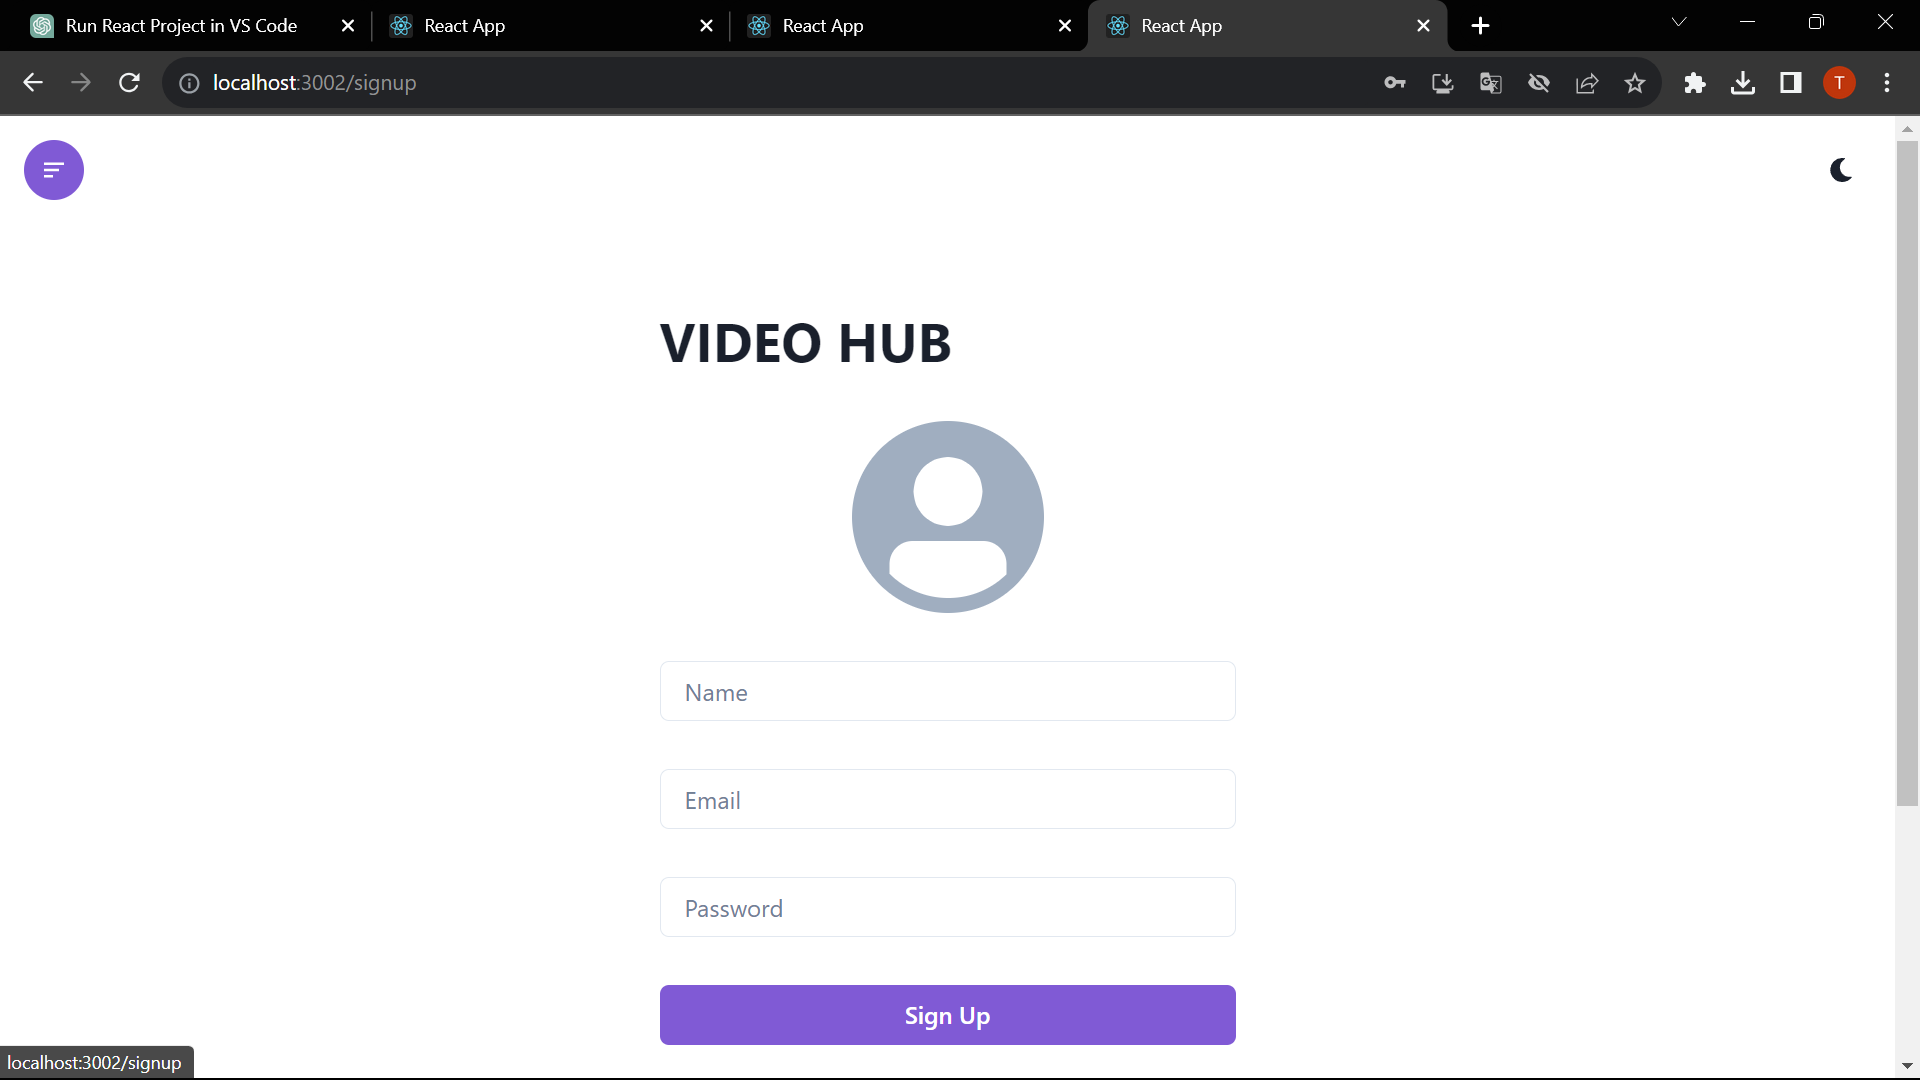 Run React Project in VS Code
React App
React App
React App
localhost:3002/signup
T
VIDEO HUB
Name
Email
Password
Sign Up
localhost:3002/signup